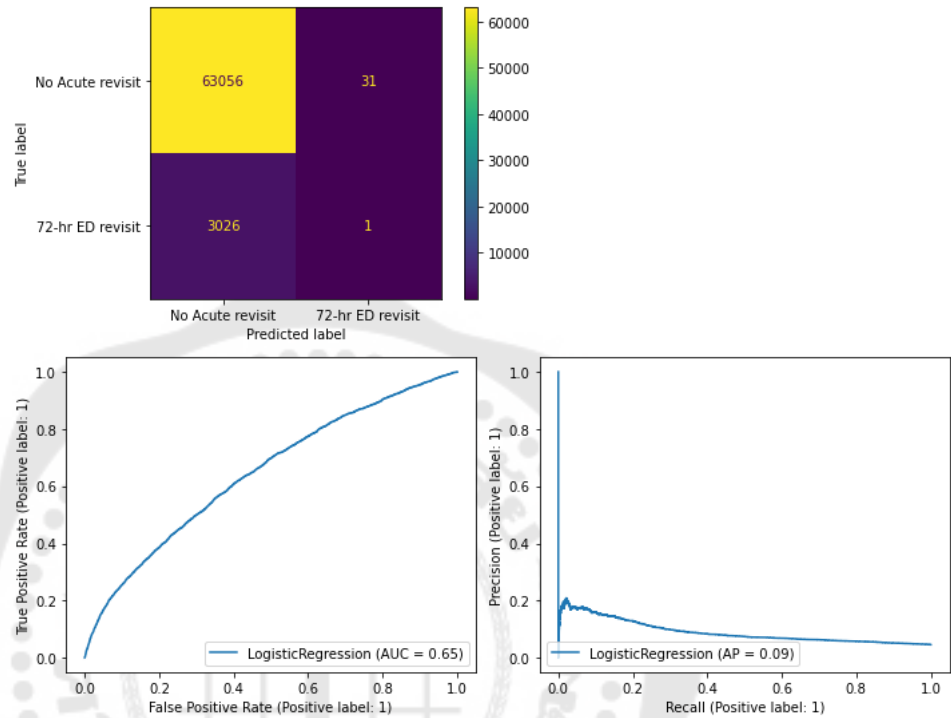 60000
No Acute revisit
63056
31
50000
40000
True label
30000
72-hr ED revisit
3026
1
20000
10000
No Acute revisit
72-hr ED revisit
Predicted label
True Positive Rate (Positive label: 1)
1.0
0.8
0.6
0.4
0.2
0.0
LogisticRegression (AUC = 0.65)
0.0 0.2 0.4 0.6 0.8 1.0
False Positive Rate (Positive label: 1)
Precision (Positive label: 1)
1.0
0.8
0.6
0.4
0.2
0.0
LogisticRegression (AP = 0.09)
0.0 0.2 0.4 0.6 0.8 1.0
Recall (Positive label: 1)